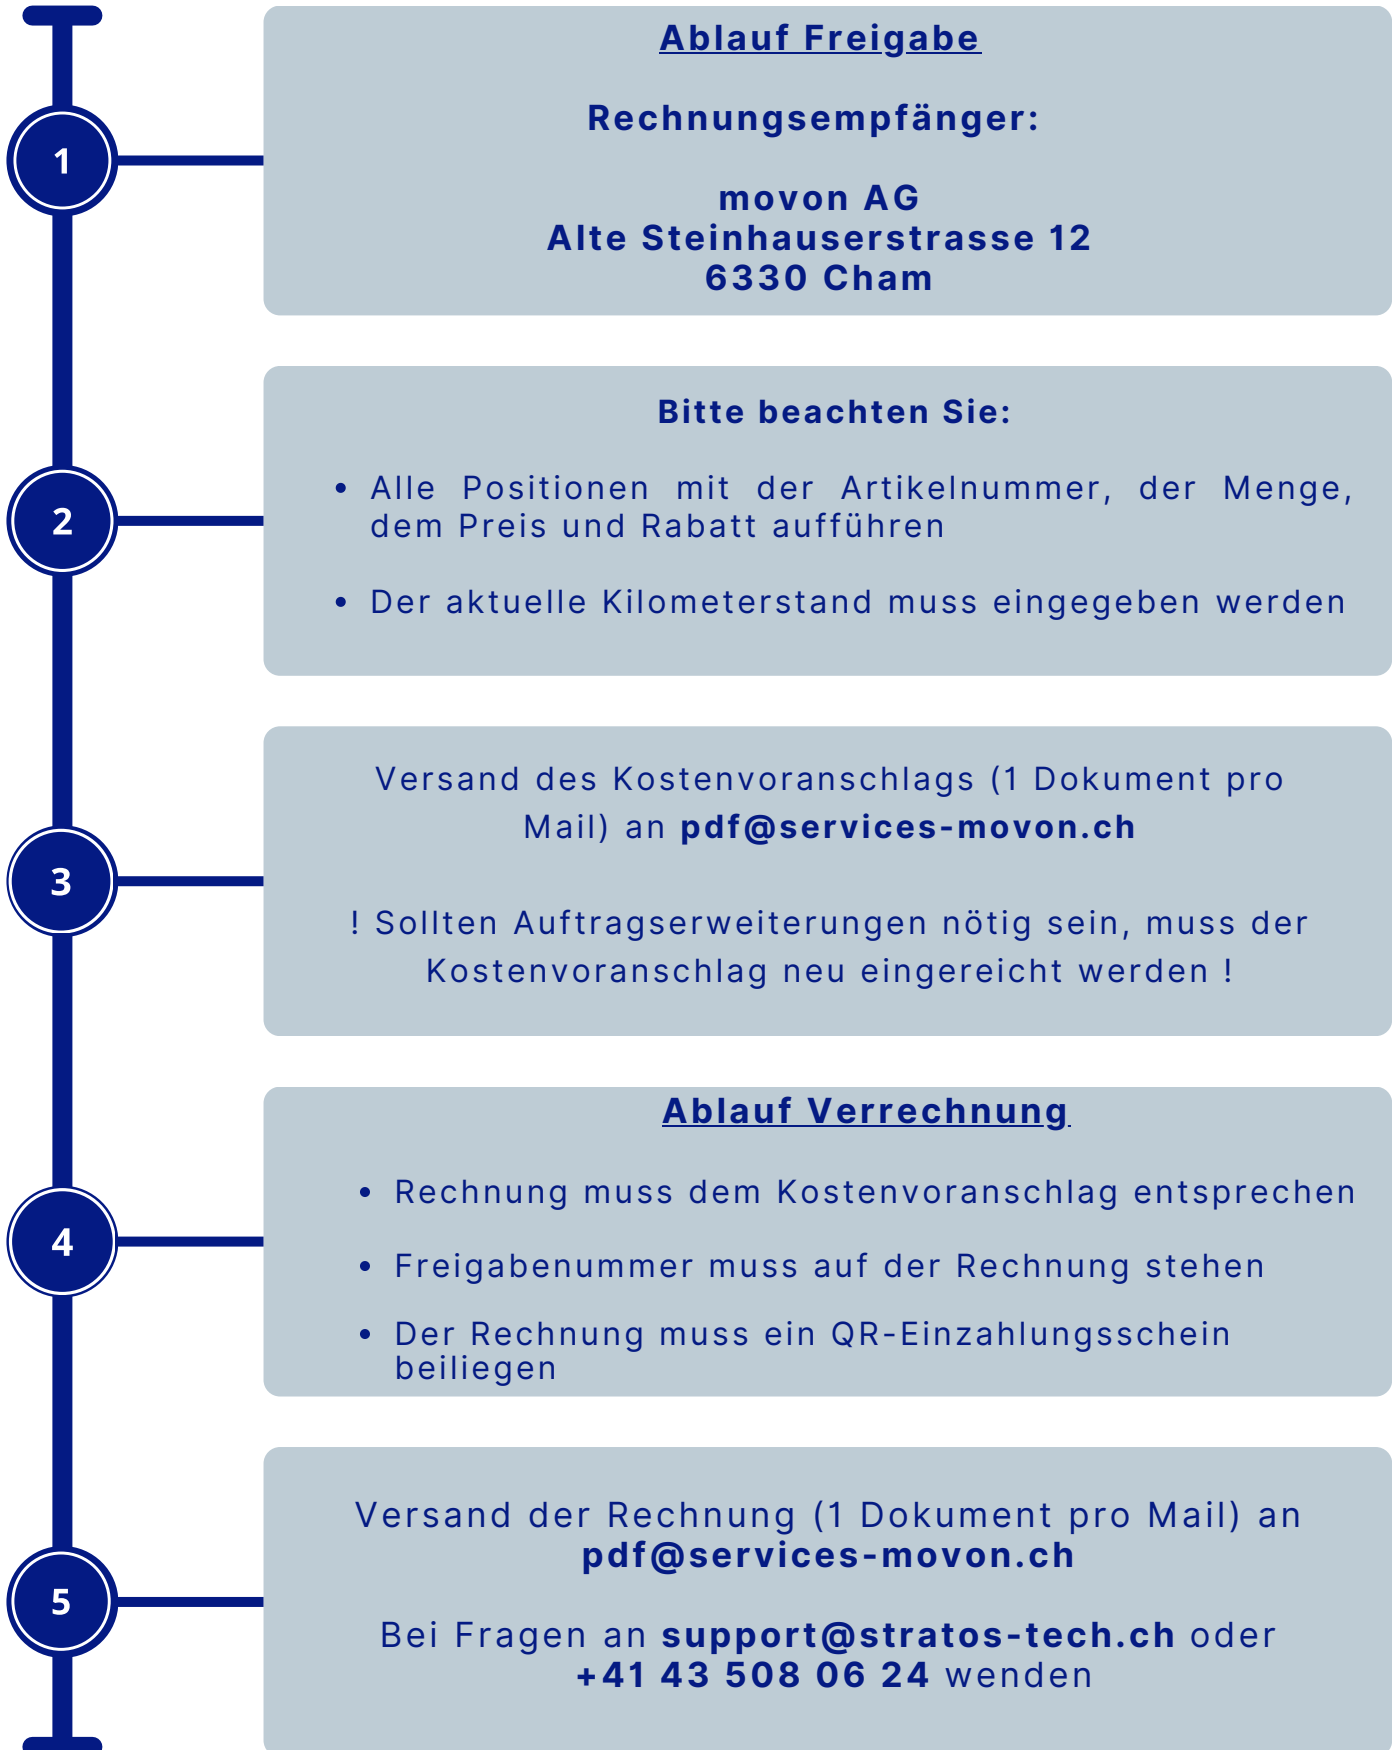 Ablauf Freigabe
Rechnungsempfänger:
movon AG
Alte Steinhauserstrasse 12
6330 Cham
1
Bitte beachten Sie:
• Alle Positionen mit der Artikelnummer, der Menge,
dem Preis und Rabatt aufführen
• Der aktuelle Kilometerstand muss eingegeben werden
2
Versand des Kostenvoranschlags (1 Dokument pro
Mail) an pdf@services-movon.ch
! Sollten Auftragserweiterungen nötig sein, muss der
Kostenvoranschlag neu eingereicht werden !
3
Ablauf Verrechnung
• Rechnung muss dem Kostenvoranschlag entsprechen
• Freigabenummer muss auf der Rechnung stehen
• Der Rechnung muss ein QR-Einzahlungsschein
beiliegen
4
Versand der Rechnung (1 Dokument pro Mail) an
pdf@services-movon.ch
Bei Fragen an support@stratos-tech.ch oder
+41 43 508 06 24 wenden
5